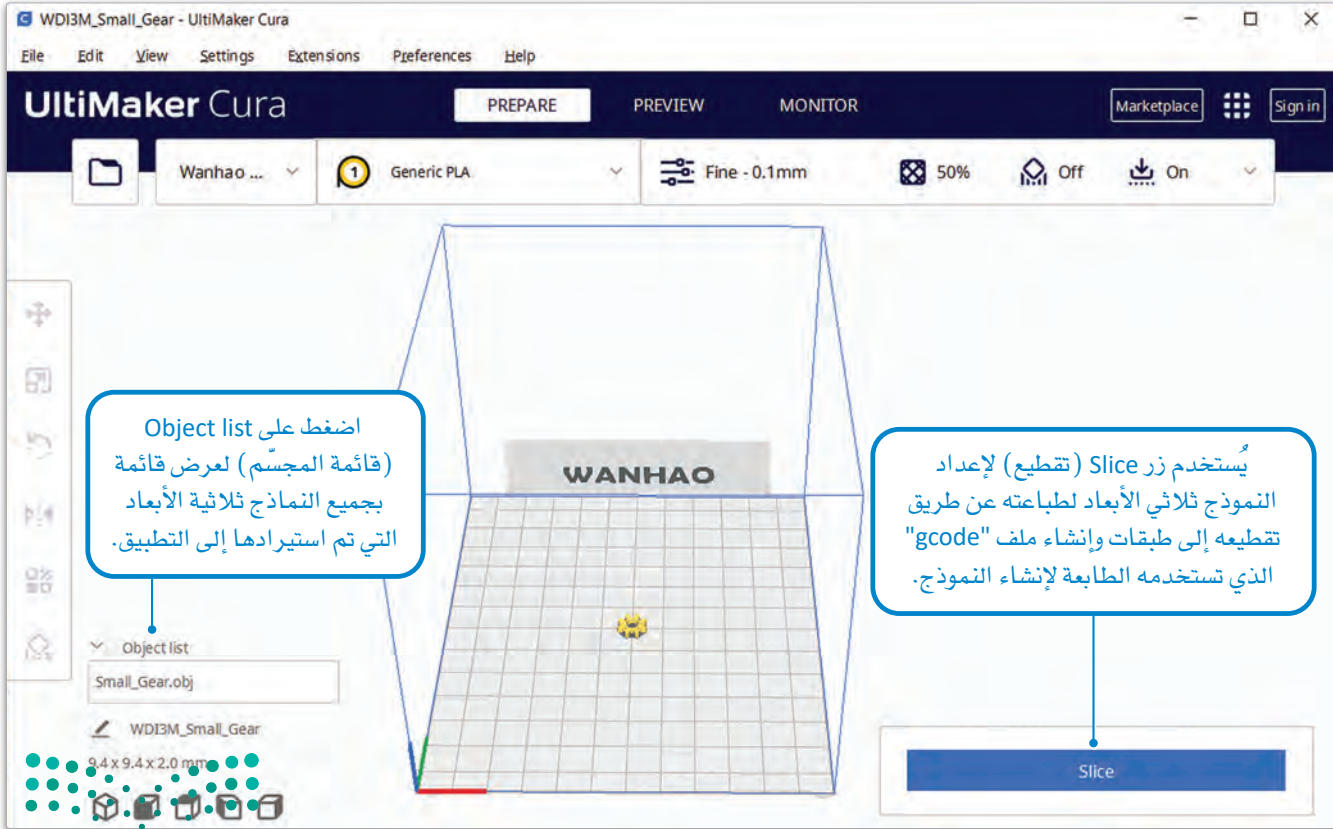 WDI3M_Small_Gear - UltiMaker Cura
File Edit View Settings Extensions Preferences Help
UltiMaker Cura PREPARE PREVIEW MONITOR Marketplace Sign in
Wanhao ... 1 Generic PLA Fine - 0.1mm 50% Off On
اضغط على Object list
(قائمة المجسّم) لعرض قائمة
بجميع النماذج ثلاثية الأبعاد
التي تم استيرادها إلى التطبيق.
WANHAO
يُستخدم زر Slice (تقطيع) لإعداد
النموذج ثلاثي الأبعاد لطباعته عن طريق
تقطيعه إلى طبقات وإنشاء ملف "gcode"
الذي تستخدمه الطابعة لإنشاء النموذج.
Object list
Small_Gear.obj
WDI3M_Small_Gear
9.4 x 9.4 x 2.0 mm
Slice